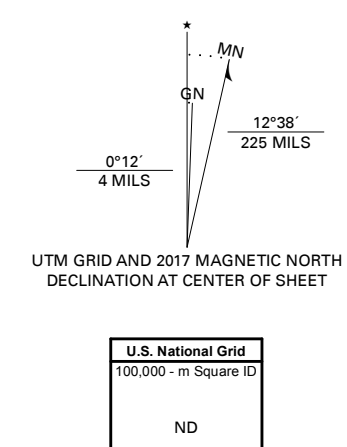 ★
MN
GN
12°38´
225 MILS
0°12´
4 MILS
UTM GRID AND 2017 MAGNETIC NORTH
DECLINATION AT CENTER OF SHEET
U.S. National Grid
100,000 - m Square ID
ND